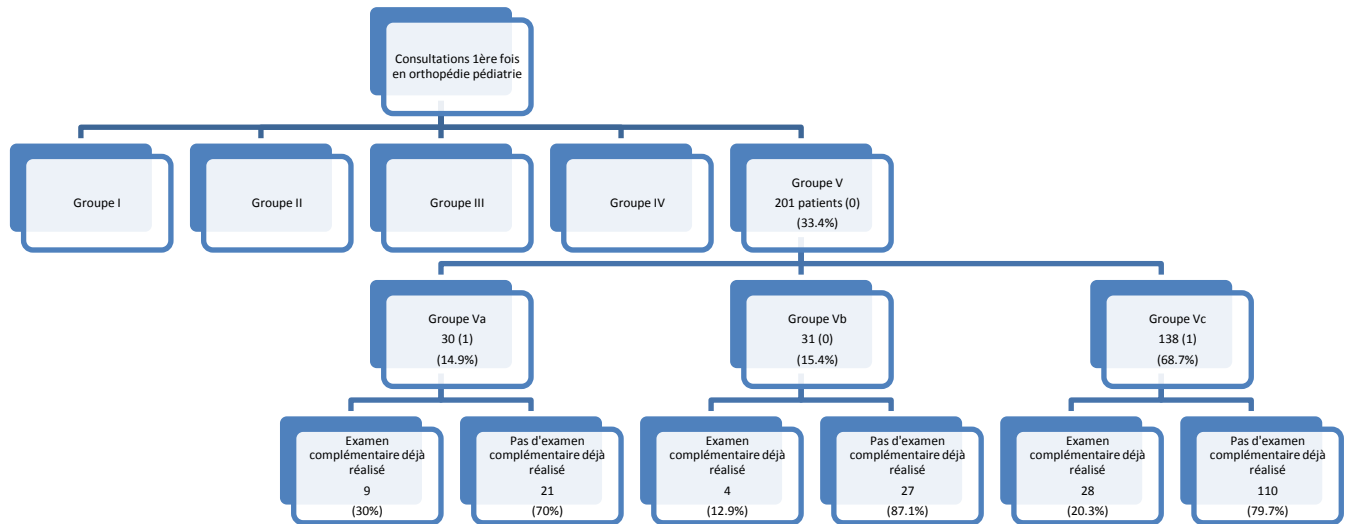 Consultations 1ère fois
en orthopédie pédiatrie
Groupe I
Groupe II
Groupe III
Groupe IV
Groupe V
201 patients (0)
(33.4%)
Groupe Va
30 (1)
(14.9%)
Groupe Vb
31 (0)
(15.4%)
Groupe Vc
138 (1)
(68.7%)
Examen
complémentaire déjà
réalisé
9
(30%)
Pas d'examen
complémentaire déjà
réalisé
21
(70%)
Examen
complémentaire déjà
réalisé
4
(12.9%)
Pas d'examen
complémentaire déjà
réalisé
27
(87.1%)
Examen
complémentaire déjà
réalisé
28
(20.3%)
Pas d'examen
complémentaire déjà
réalisé
110
(79.7%)